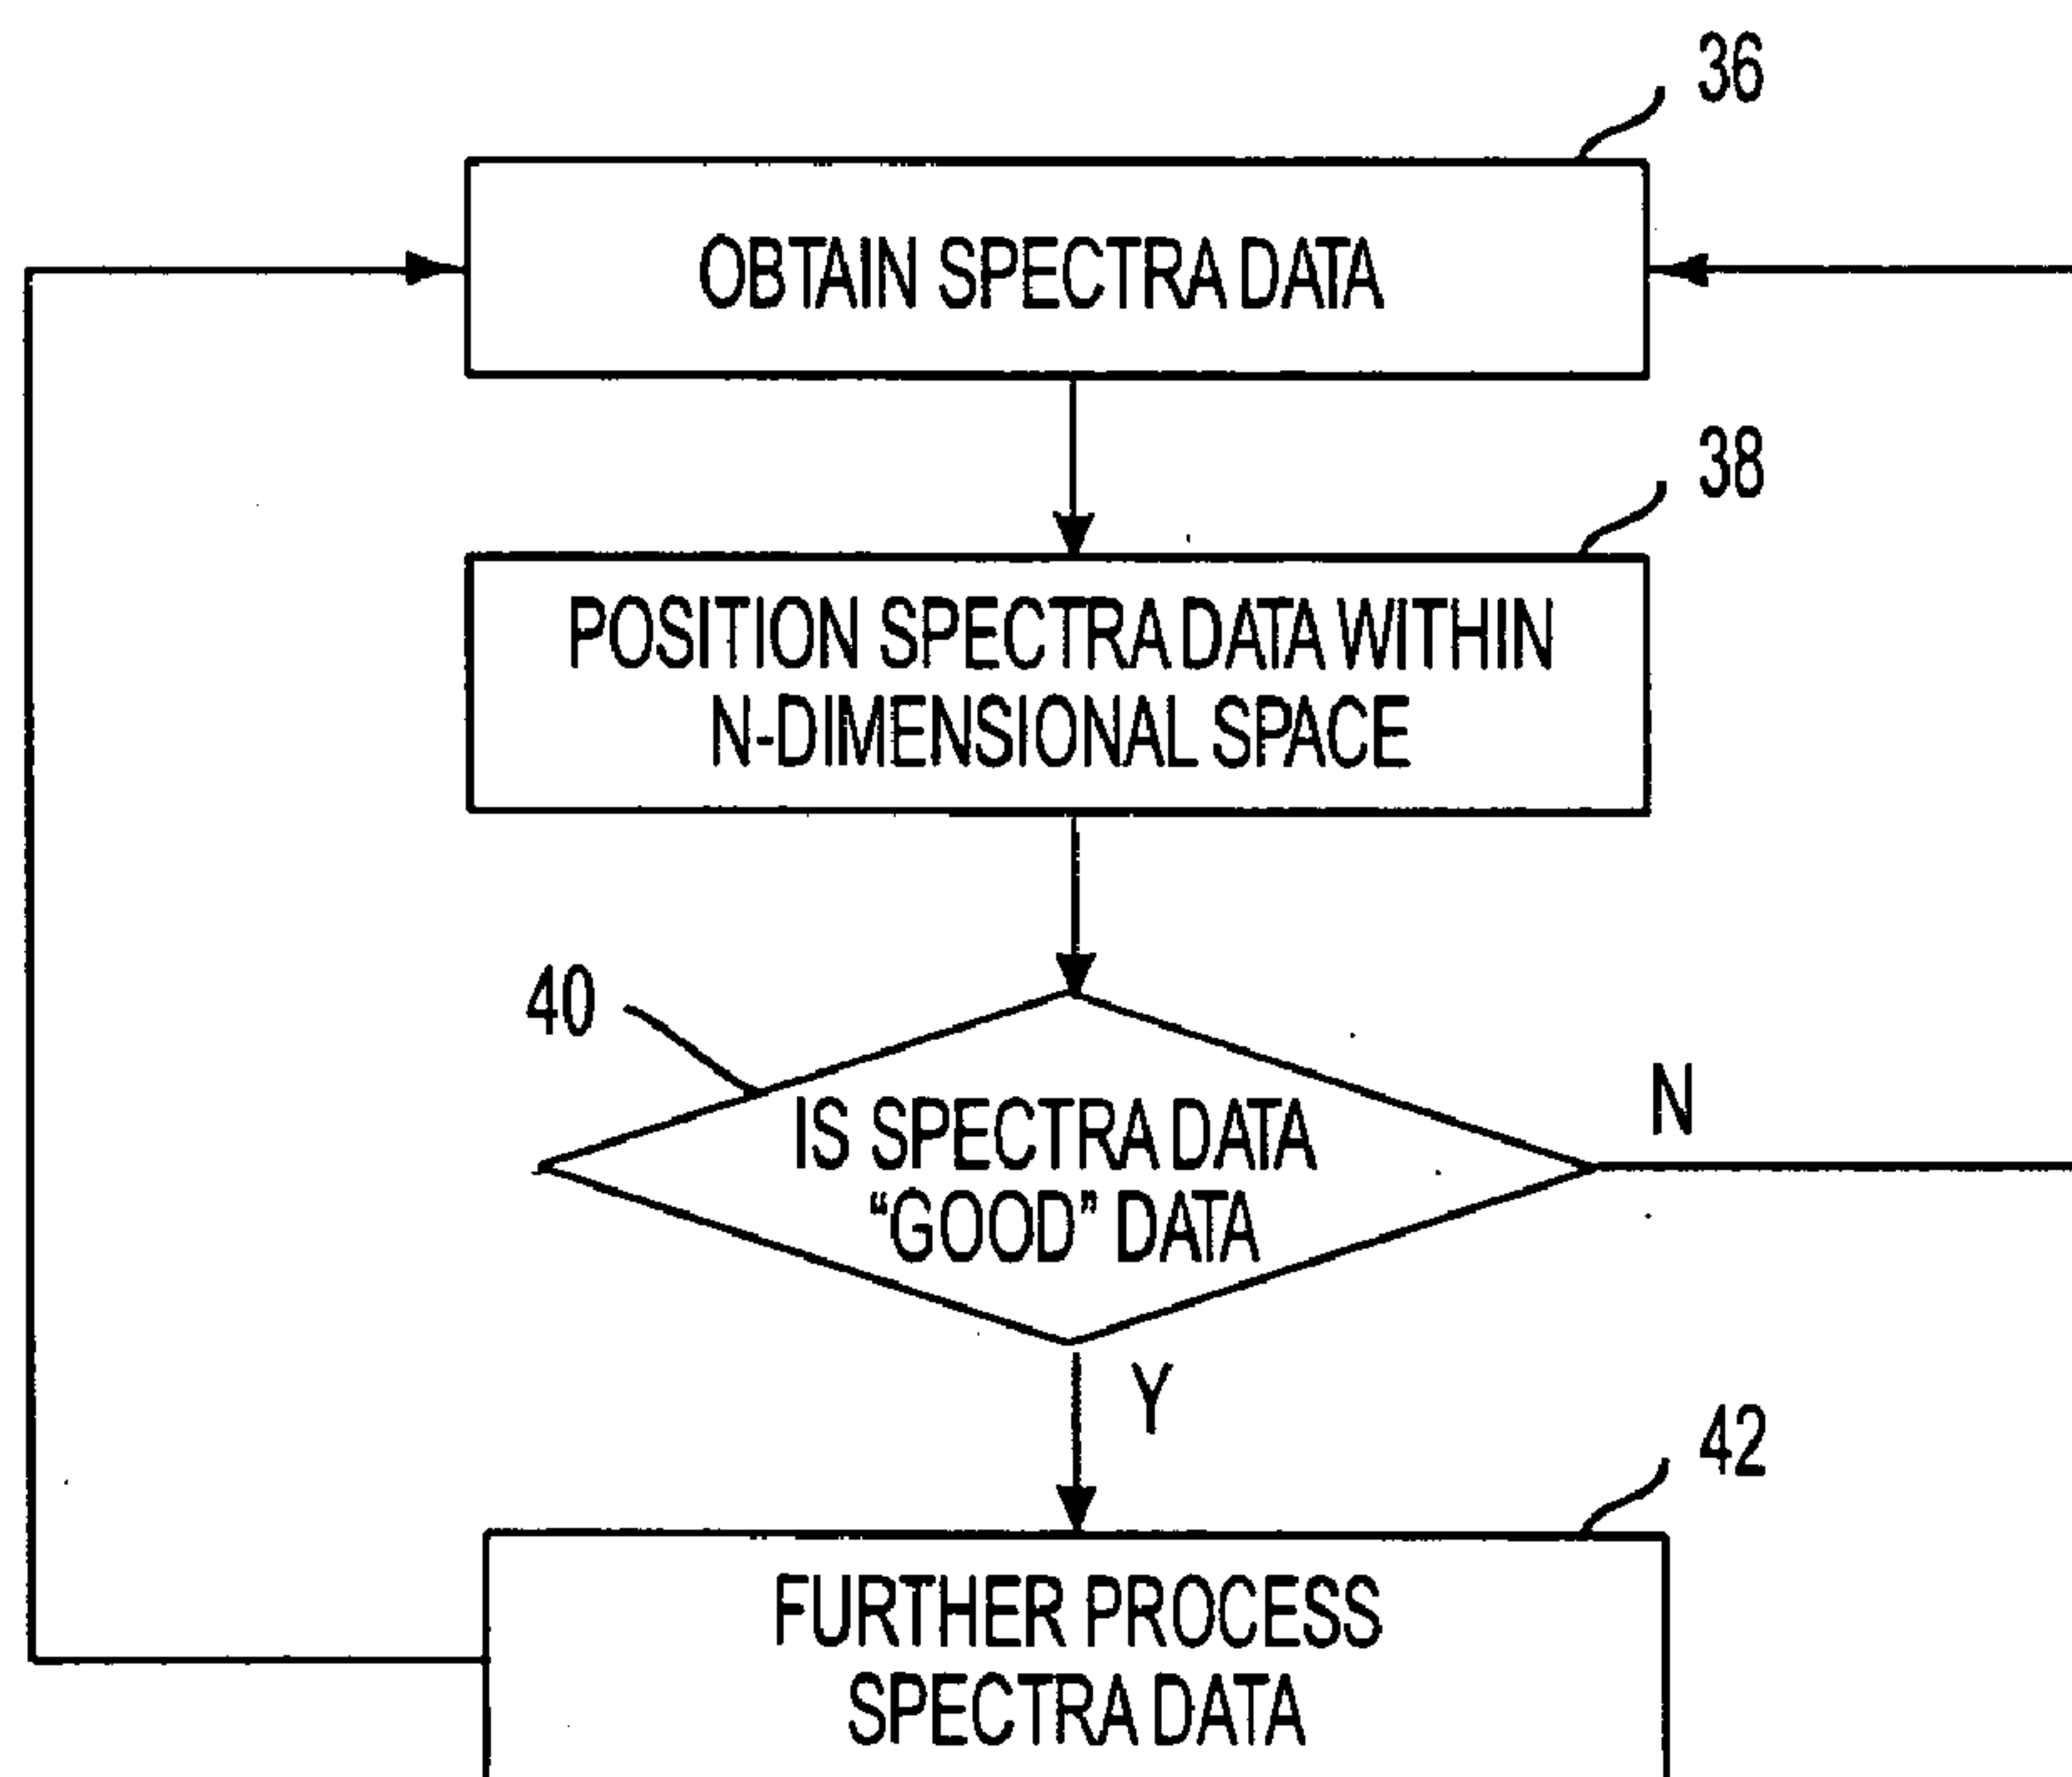 36
OBTAIN SPECTRA DATA
38
POSITION SPECTRA DATA WITHIN
N-DIMENSIONAL SPACE
40
IS SPECTRA DATA
“GOOD” DATA
N
Y
42
FURTHER PROCESS
SPECTRA DATA